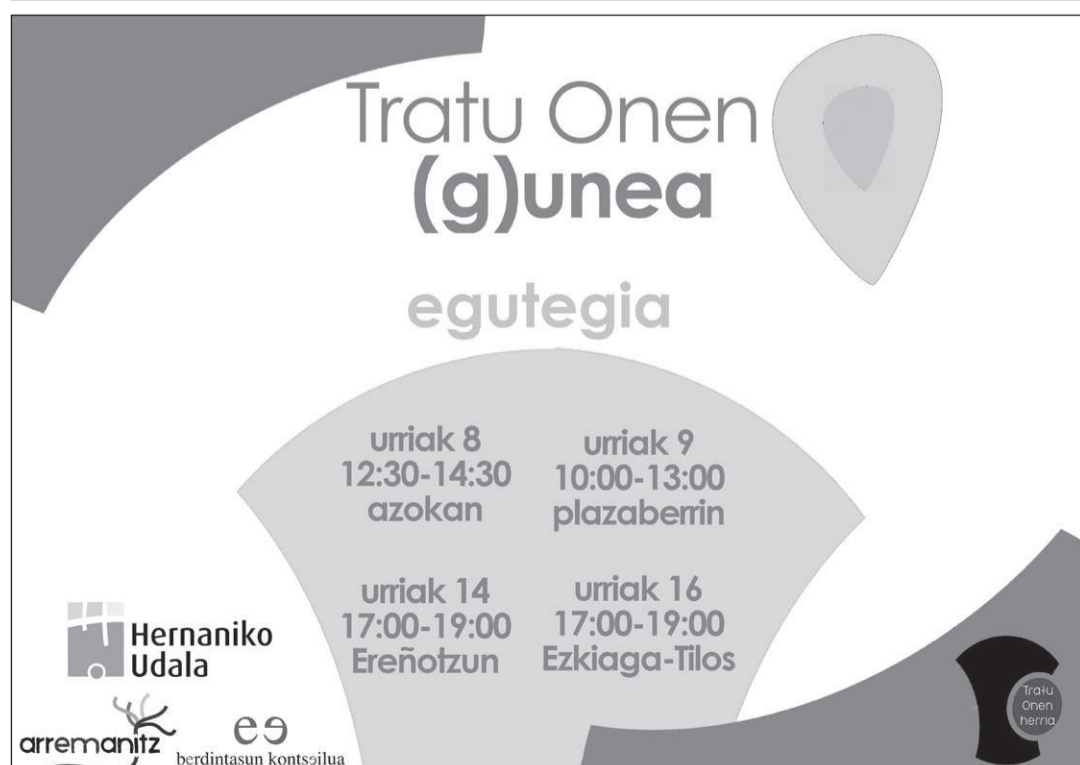 Tratu Onen
(g)unea
egutegia
urriak 8
12:30-14:30
azokan
urriak 9
10:00-13:00
plazaberrin
urriak 14
17:00-19:00
Ereñotzun
urriak 16
17:00-19:00
Ezkiaga-Tilos
Hernaniko
Udala
arremanitz
ee
berdintasun kontseilua
Tratu
Onen
herria